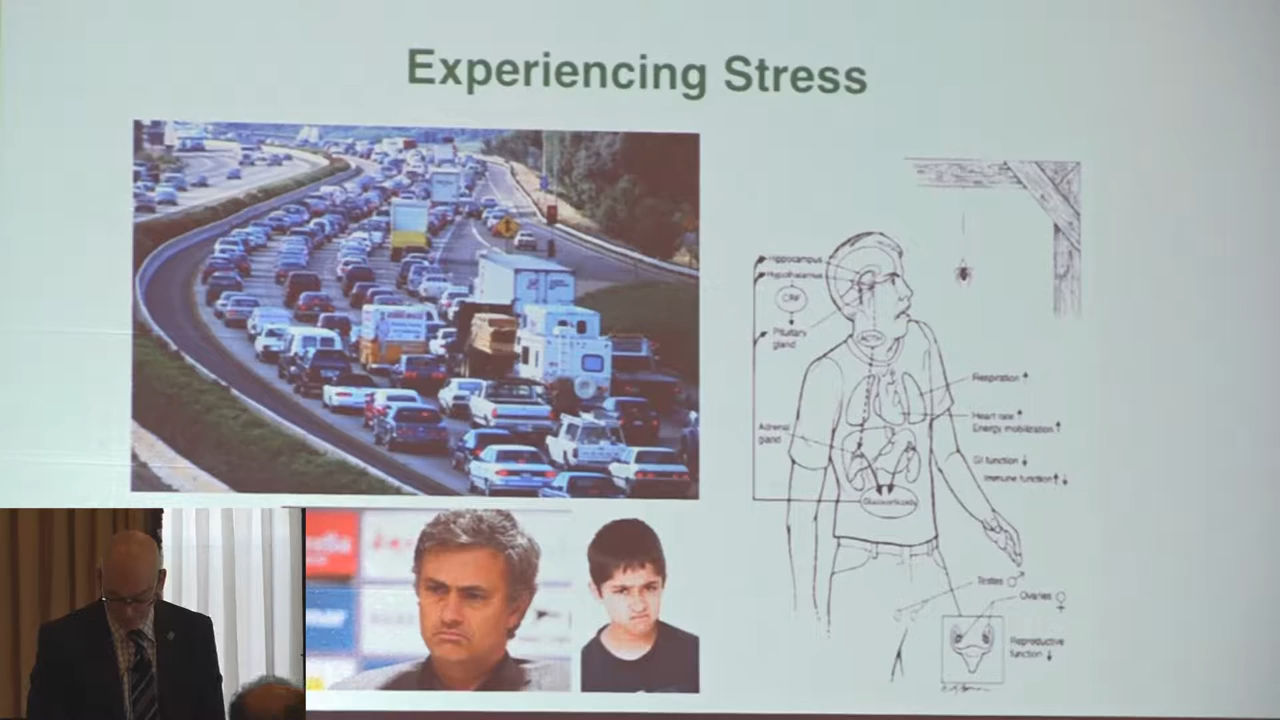 Experiencing Stress
Hippocampus
Hypothalamus
CRF
Pituitary
gland
Adrenal
gland
Respiration ↑
Heart rate ↑
Energy mobilization ↑
GI function ↓
Immune function ↑ ↓
Glucocorticoids
Testes ♂
Ovaries ♀
Reproductive
function ↓